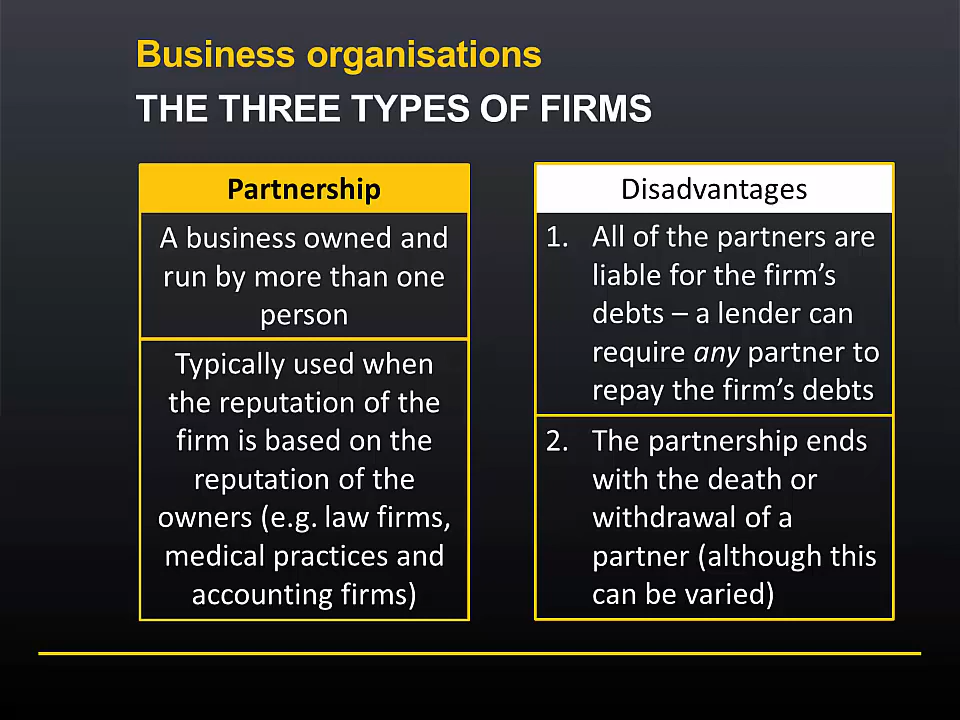 Business organisations
THE THREE TYPES OF FIRMS
Partnership
A business owned and
run by more than one
person
Typically used when
the reputation of the
firm is based on the
reputation of the
owners (e.g. law firms,
medical practices and
accounting firms)
Disadvantages
1. All of the partners are
liable for the firm’s
debts – a lender can
require any partner to
repay the firm’s debts
2. The partnership ends
with the death or
withdrawal of a
partner (although this
can be varied)